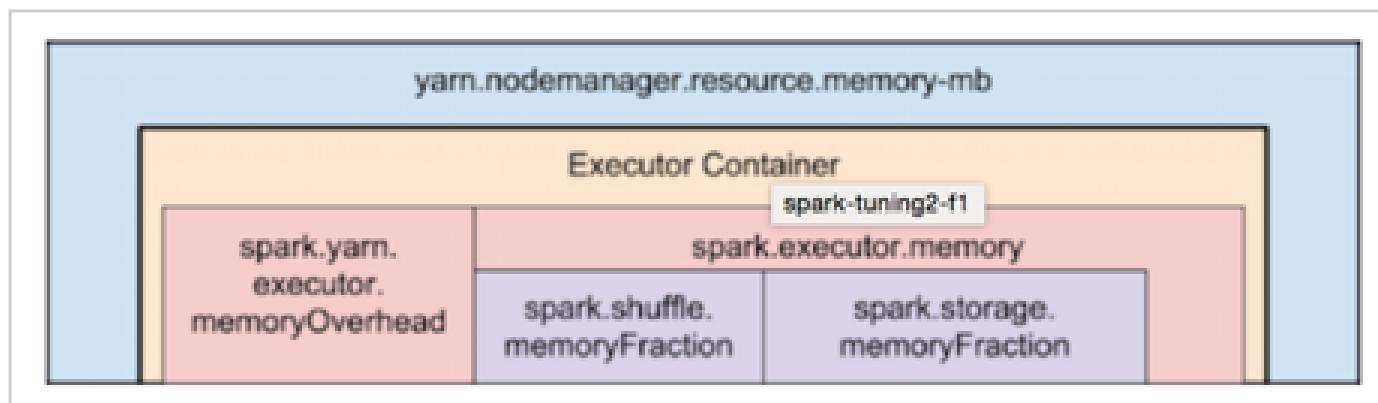 yarn.nodemanager.resource.memory-mb
Executor Container
spark-tuning2-f1
spark.yarn.
executor.
memoryOverhead
spark.executor.memory
spark.shuffle.
memoryFraction
spark.storage.
memoryFraction